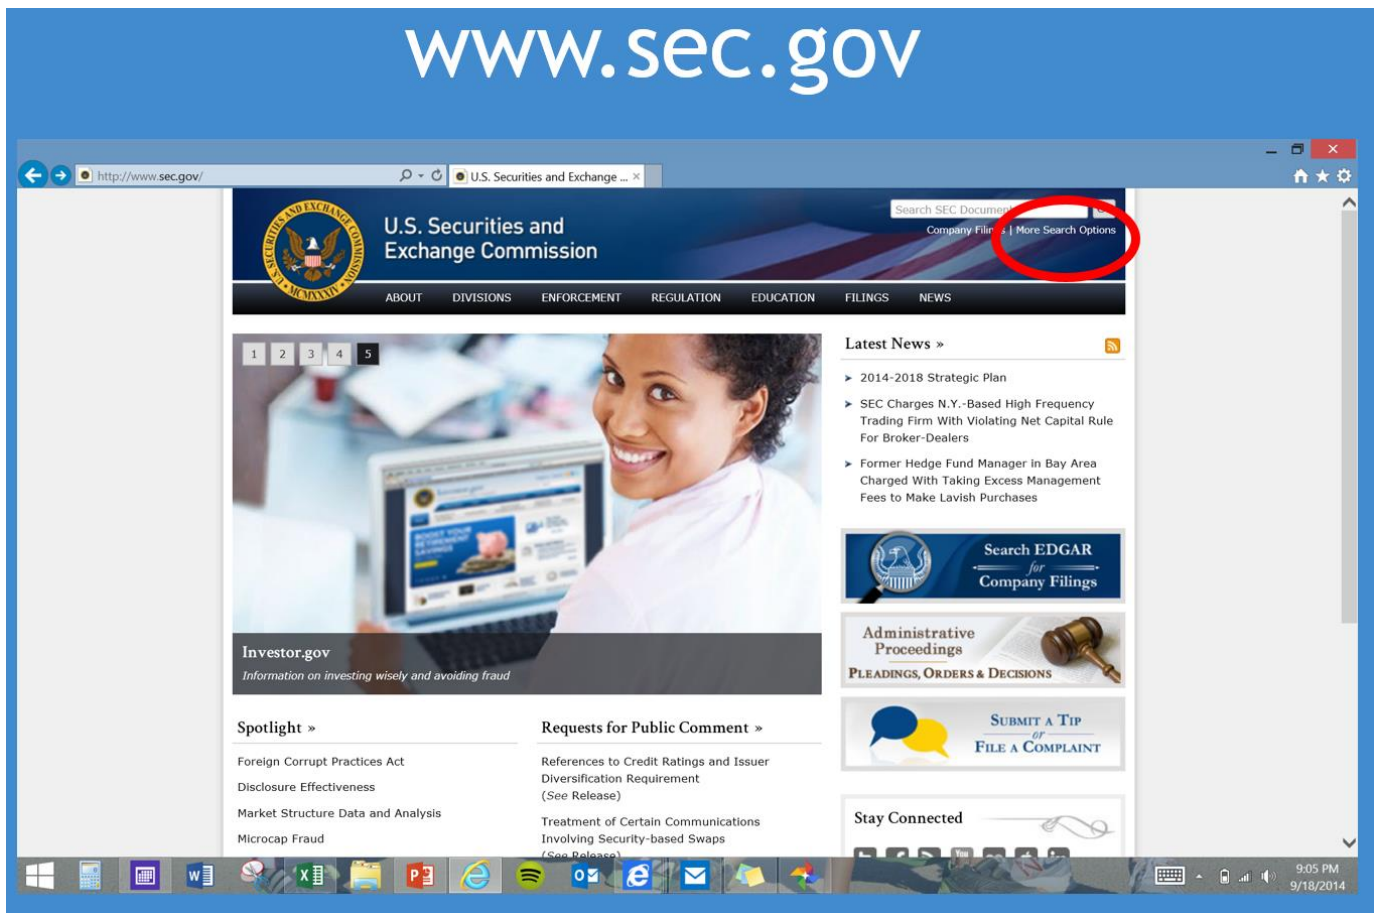 www.sec.gov
http://www.sec.gov/
U.S. Securities and Exchange ...
U.S. Securities and
Exchange Commission
Search SEC Documen
Company Filings | More Search Options
ABOUT DIVISIONS ENFORCEMENT REGULATION EDUCATION FILINGS NEWS
1 2 3 4 5
Investor.gov
Information on investing wisely and avoiding fraud
Latest News »
2014-2018 Strategic Plan
SEC Charges N.Y.-Based High Frequency
Trading Firm With Violating Net Capital Rule
For Broker-Dealers
Former Hedge Fund Manager in Bay Area
Charged With Taking Excess Management
Fees to Make Lavish Purchases
Search EDGAR
for
Company Filings
Administrative
Proceedings
PLEADINGS, ORDERS & DECISIONS
SUBMIT A TIP
or
FILE A COMPLAINT
Spotlight »
Foreign Corrupt Practices Act
Disclosure Effectiveness
Market Structure Data and Analysis
Microcap Fraud
Requests for Public Comment »
References to Credit Ratings and Issuer
Diversification Requirement
(See Release)
Treatment of Certain Communications
Involving Security-based Swaps
(See Release)
Stay Connected
9:05 PM
9/18/2014